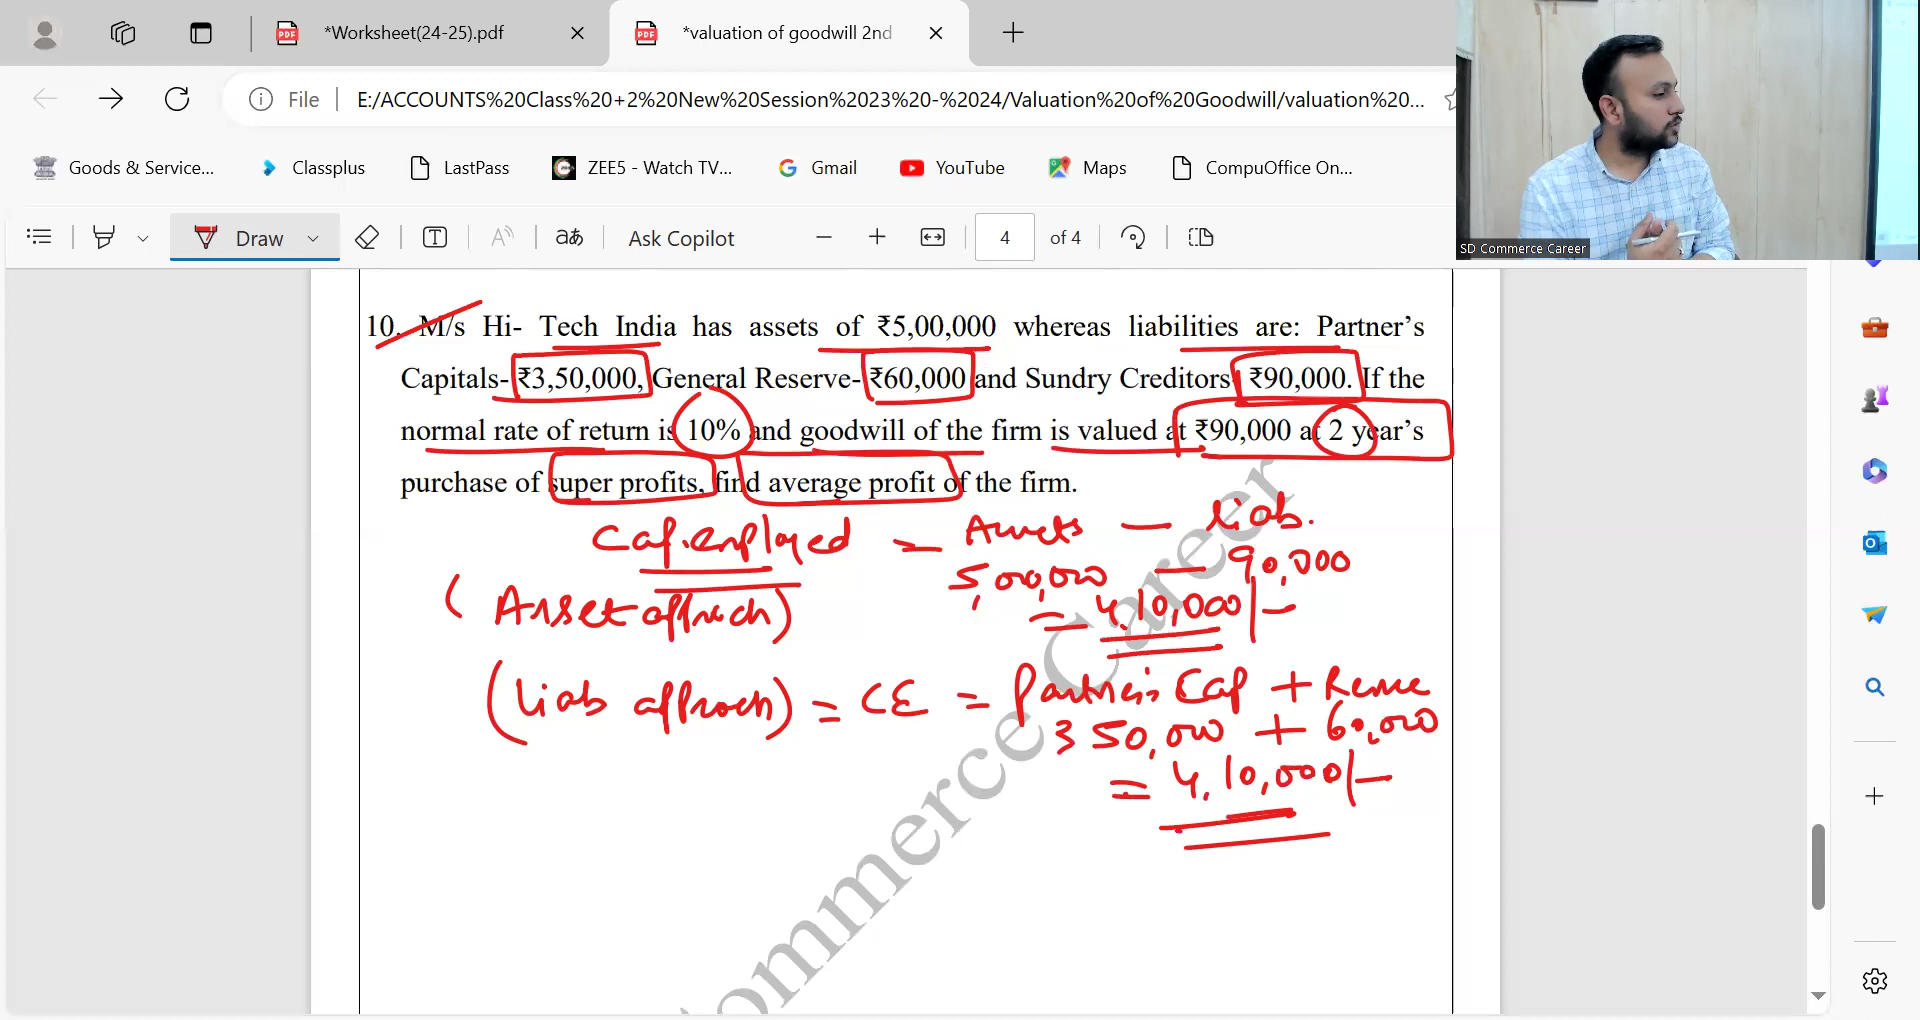 *Worksheet(24-25).pdf
*valuation of goodwill 2nd
File
E:/ACCOUNTS%20Class%20+2%20New%20Session%202023%20-%2024/Valuation%20of%20Goodwill/valuation%20...
Goods & Service...
Classplus
LastPass
ZEE5 - Watch TV...
Gmail
YouTube
Maps
CompuOffice On...
Draw
aあ
Ask Copilot
4
of 4
SD Commerce Career
10. M/s Hi- Tech India has assets of ₹5,00,000 whereas liabilities are: Partner's
Capitals- ₹3,50,000, General Reserve- ₹60,000 and Sundry Creditors ₹90,000. If the
normal rate of return is 10% and goodwill of the firm is valued at ₹90,000 at 2 year's
purchase of super profits, find average profit of the firm.
Cap. employed = Assets — liab.
5,00,000 — 90,000
(Asset approach)
= 4,10,000/-
(liab approach) = CE = Partner's Cap + Reserve
350,000 + 60,000
= 4,10,000/-
ommerce Career